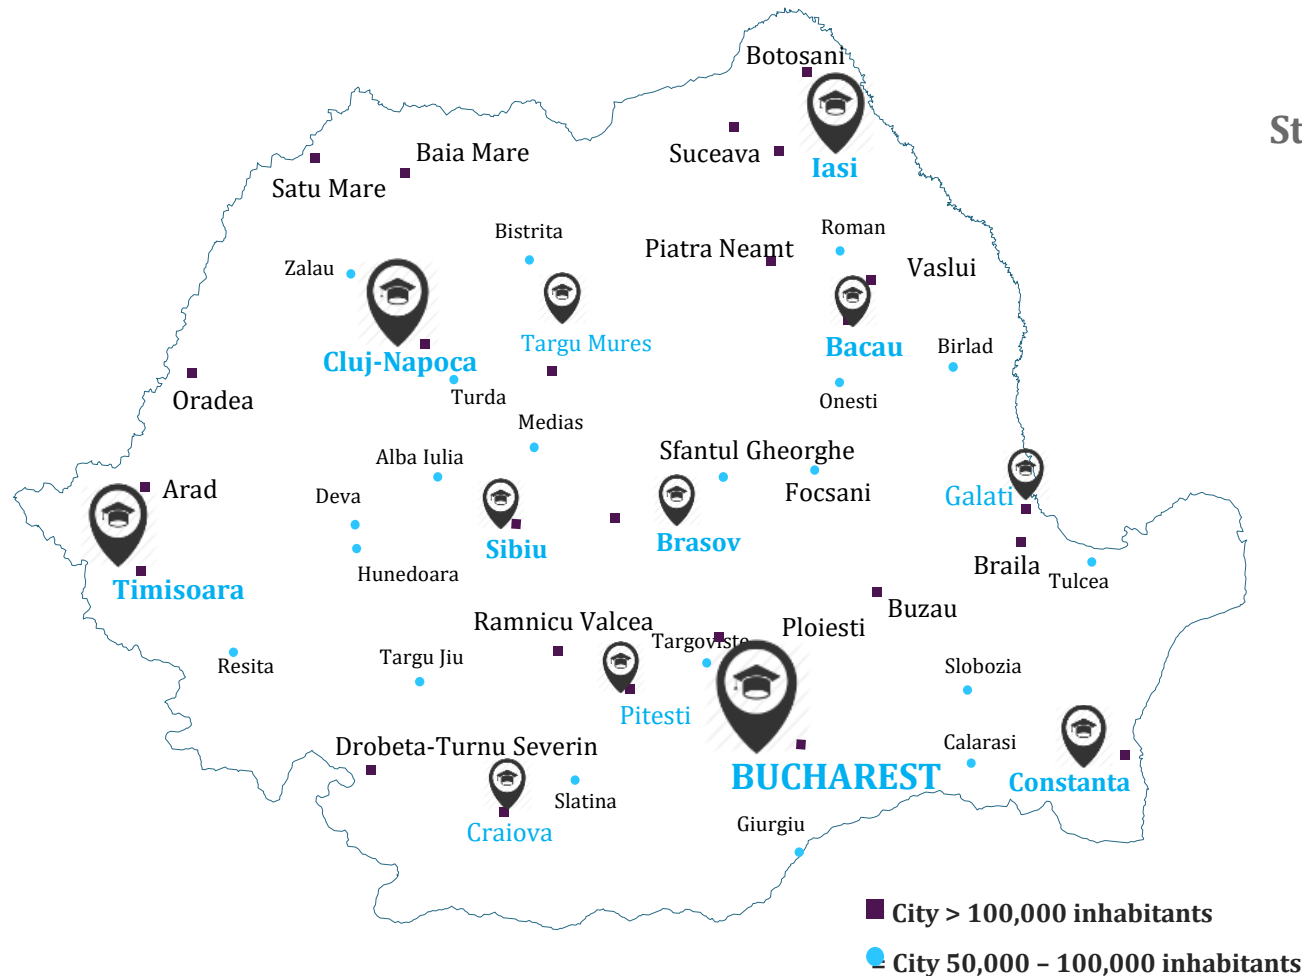 Botosani
St
Baia Mare
Suceava
Iasi
Satu Mare
Bistrita
Roman
Piatra Neamt
Zalau
Vaslui
Targu Mures
Bacau
Birlad
Cluj-Napoca
Turda
Oradea
Onesti
Medias
Sfantul Gheorghe
Alba Iulia
Arad
Deva
Focsani
Galati
Sibiu
Brasov
Hunedoara
Braila
Tulcea
Timisoara
Buzau
Ramnicu Valcea
Ploiesti
Targoviste
Targu Jiu
Resita
Slobozia
Pitesti
Drobeta-Turnu Severin
Calarasi
BUCHAREST
Constanta
Slatina
Craiova
Giurgiu
City > 100,000 inhabitants
City 50,000 – 100,000 inhabitants